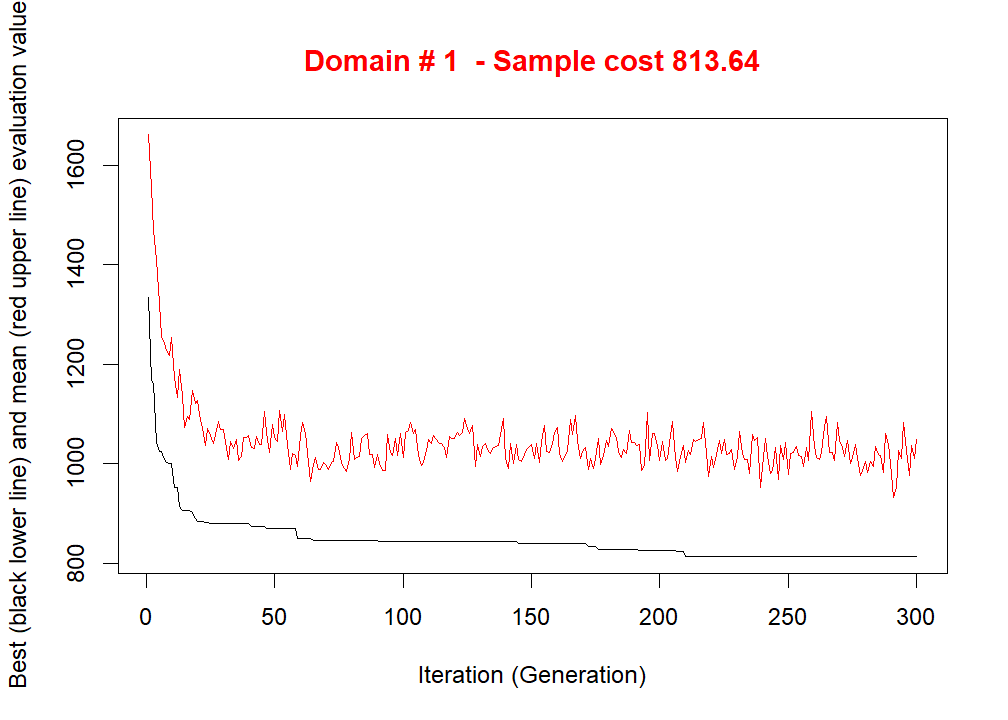 Domain # 1  - Sample cost 813.64
Best (black lower line) and mean (red upper line) evaluation value
1600
1400
1200
1000
800
0 50 100 150 200 250 300
Iteration (Generation)